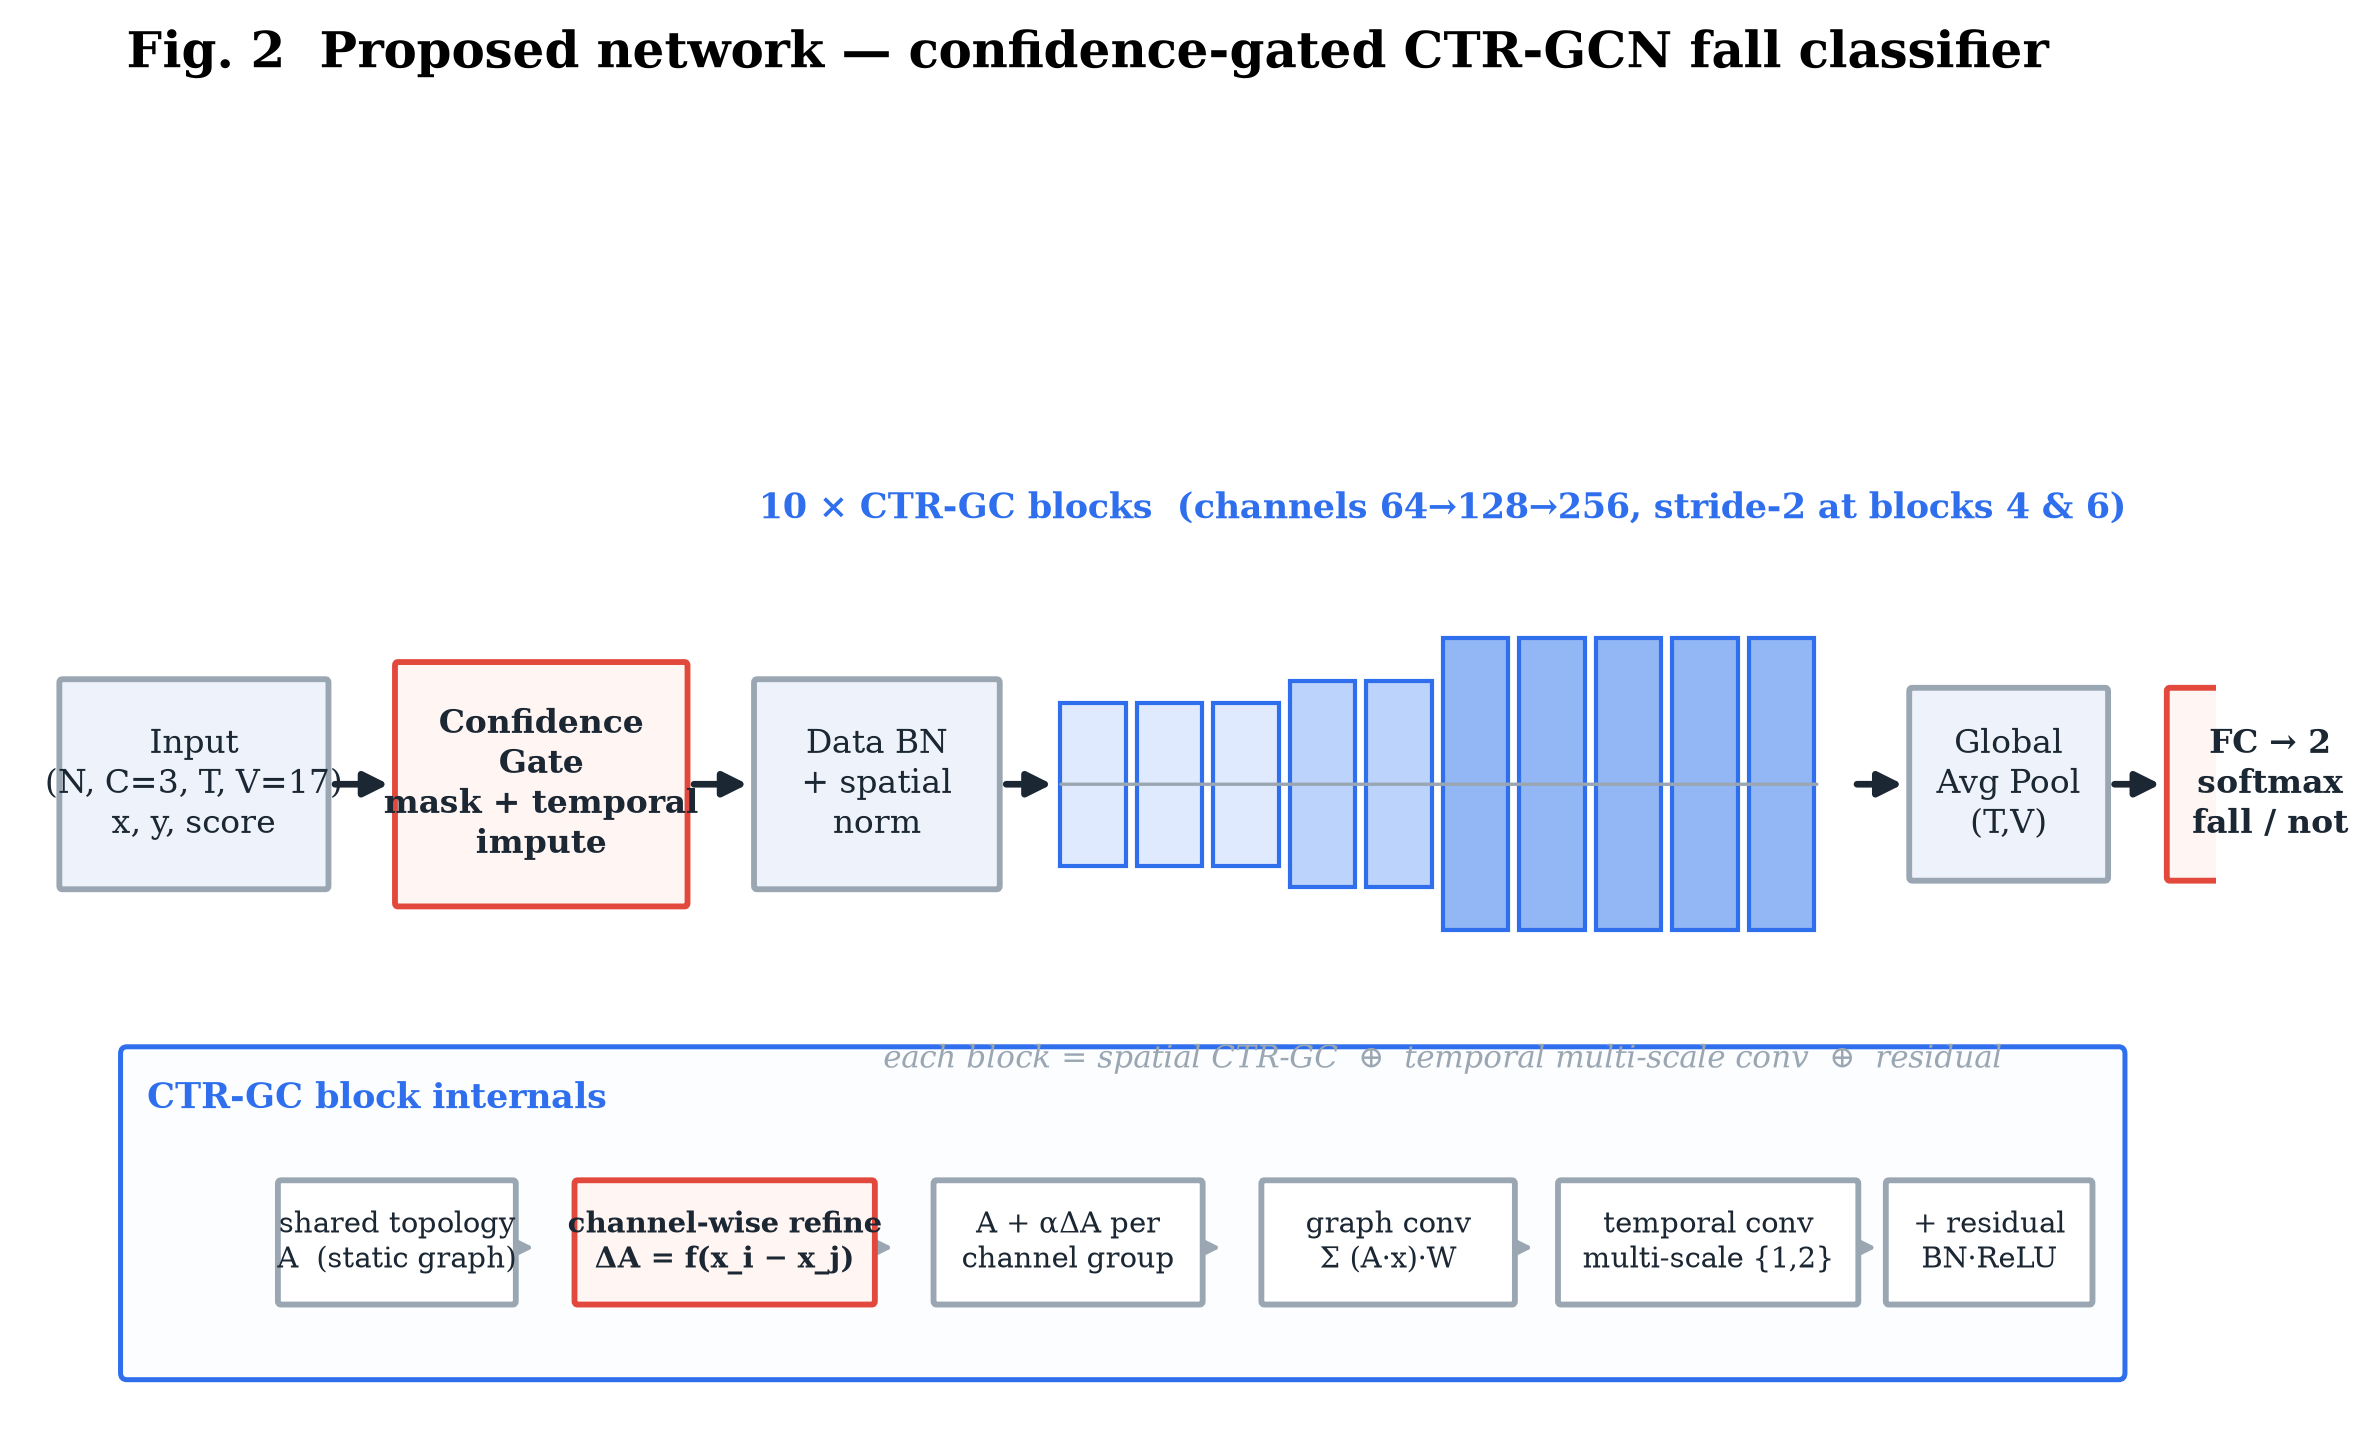 Fig. 2  Proposed network — confidence-gated CTR-GCN fall classifier
10 × CTR-GC blocks  (channels 64→128→256, stride-2 at blocks 4 & 6)
Input
(N, C=3, T, V=17)
x, y, score
Confidence
Gate
mask + temporal
impute
Data BN
+ spatial
norm
Global
Avg Pool
(T,V)
FC → 2
softmax
fall / not
each block = spatial CTR-GC  ⊕  temporal multi-scale conv  ⊕  residual
CTR-GC block internals
shared topology
A  (static graph)
channel-wise refine
ΔA = f(x_i − x_j)
A + αΔA per
channel group
graph conv
Σ (A·x)·W
temporal conv
multi-scale {1,2}
+ residual
BN·ReLU